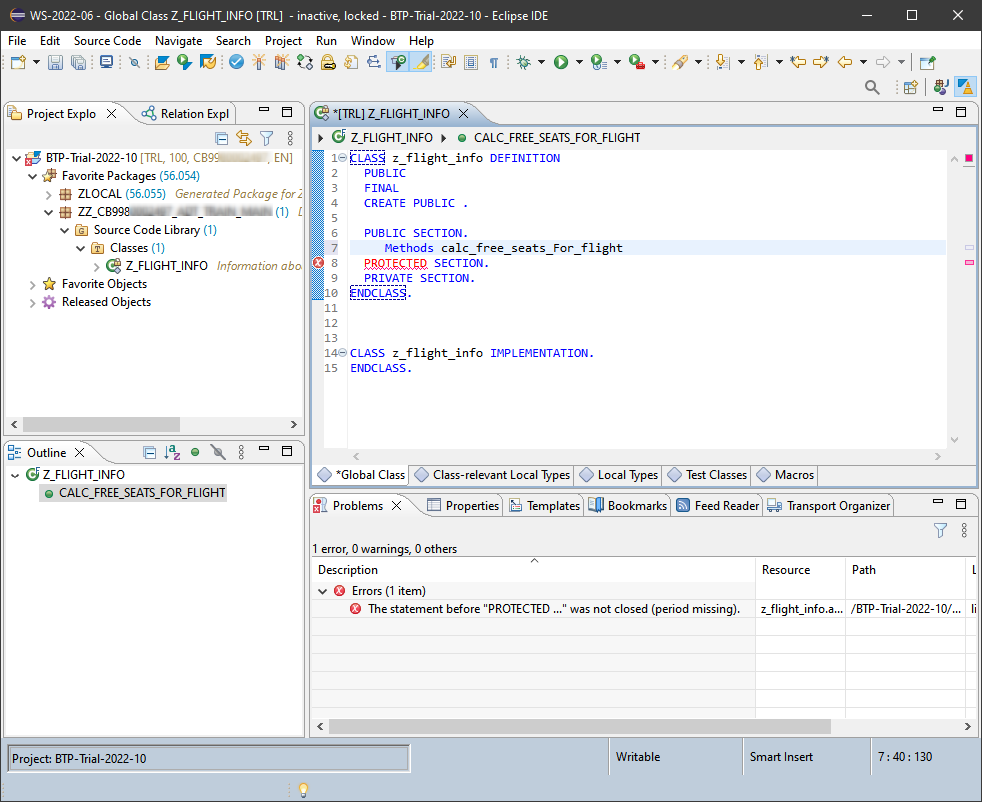 WS-2022-06 - Global Class Z_FLIGHT_INFO [TRL]  - inactive, locked - BTP-Trial-2022-10 - Eclipse IDE
File Edit Source Code Navigate Search Project Run Window Help
Project Explo
Relation Expl
BTP-Trial-2022-10 [TRL, 100, CB99 , EN]
Favorite Packages (56.054)
ZLOCAL (56.055) Generated Package for Z
ZZ_CB998 (1)
Source Code Library (1)
Classes (1)
Z_FLIGHT_INFO Information abo
Favorite Objects
Released Objects
Outline
Z_FLIGHT_INFO
CALC_FREE_SEATS_FOR_FLIGHT
*[TRL] Z_FLIGHT_INFO
Z_FLIGHT_INFO CALC_FREE_SEATS_FOR_FLIGHT
1 CLASS z_flight_info DEFINITION
2 PUBLIC
3 FINAL
4 CREATE PUBLIC .
5
6 PUBLIC SECTION.
7 Methods calc_free_seats_For_flight
8 PROTECTED SECTION.
9 PRIVATE SECTION.
10 ENDCLASS.
11
12
13
14 CLASS z_flight_info IMPLEMENTATION.
15 ENDCLASS.
*Global Class Class-relevant Local Types Local Types Test Classes Macros
Problems Properties Templates Bookmarks Feed Reader Transport Organizer
1 error, 0 warnings, 0 others
Description Resource Path L
Errors (1 item)
The statement before "PROTECTED ..." was not closed (period missing). z_flight_info.a... /BTP-Trial-2022-10/... li
Project: BTP-Trial-2022-10
Writable
Smart Insert
7 : 40 : 130